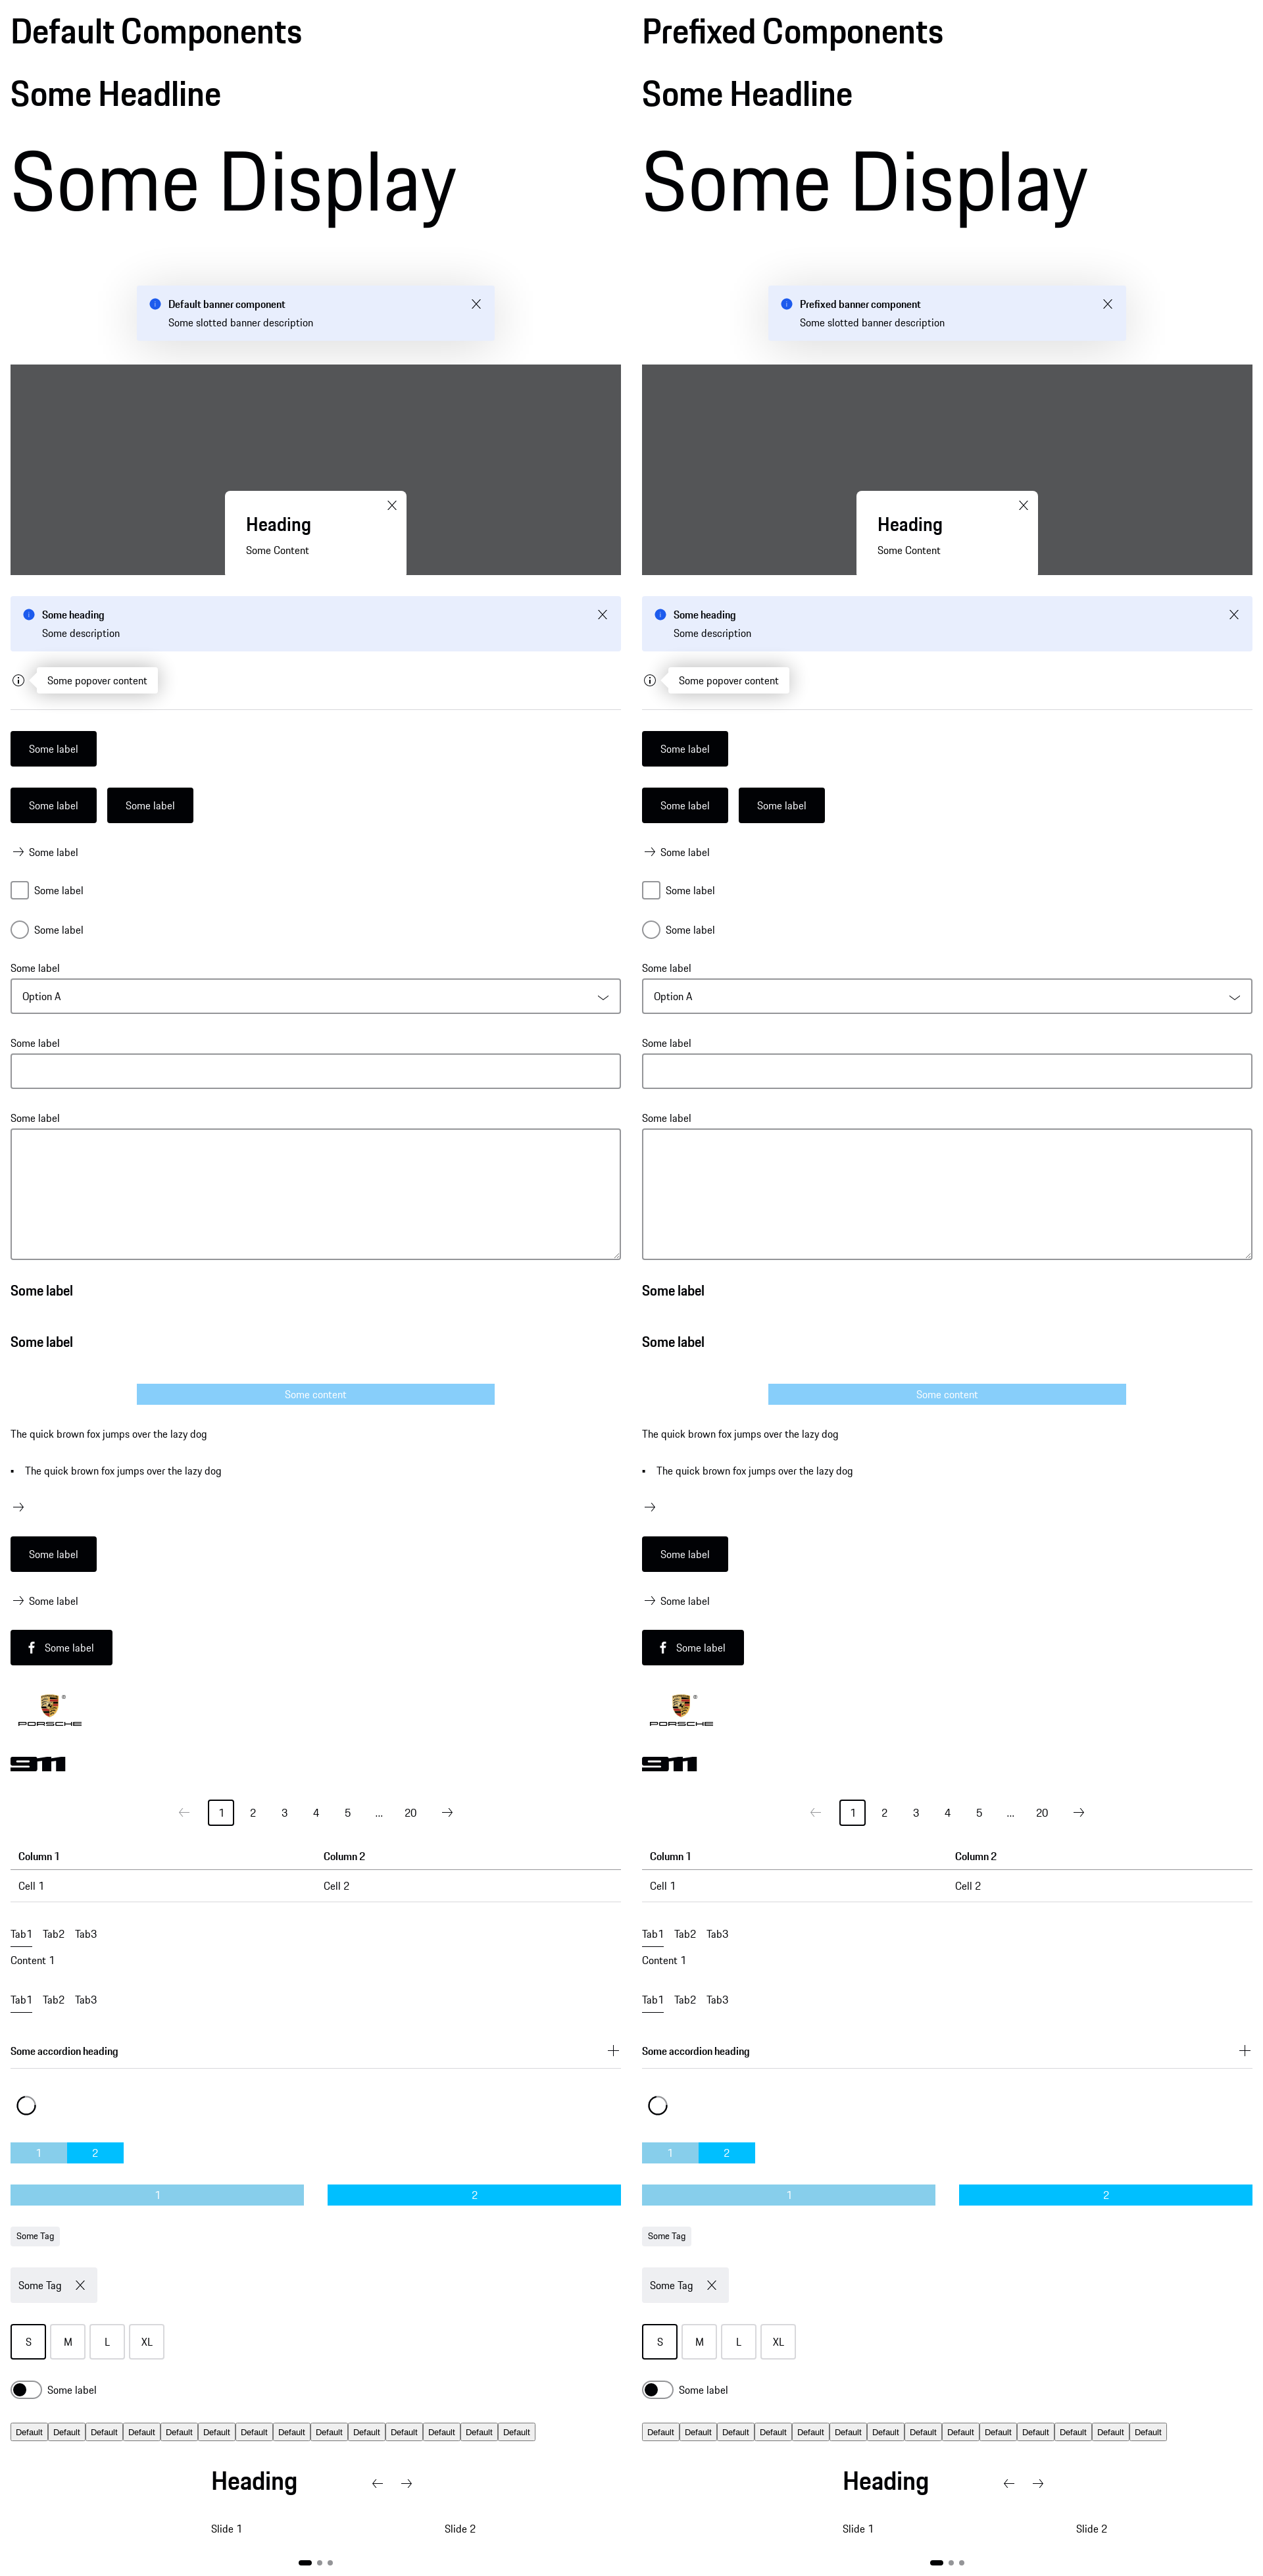 Default Components
Some Headline
Some Display
Default banner component
Some slotted banner description
Heading
Some Content
Some heading
Some description
Some popover content
Some label
Some label Some label
Some label
Some label
Some label
Some label
Option A
Some label
Some label
Some label
Some label
Some content
The quick brown fox jumps over the lazy dog
▪ The quick brown fox jumps over the lazy dog
Some label
Some label
Some label
PORSCHE
911
1 2 3 4 5 ... 20
Column 1 Column 2
Cell 1 Cell 2
Tab1 Tab2 Tab3
Content 1
Tab1 Tab2 Tab3
Some accordion heading
1 2
1 2
Some Tag
Some Tag
S M L XL
Some label
Default Default Default Default Default Default Default Default Default Default Default Default Default Default
Heading
Slide 1 Slide 2
Prefixed Components
Some Headline
Some Display
Prefixed banner component
Some slotted banner description
Heading
Some Content
Some heading
Some description
Some popover content
Some label
Some label Some label
Some label
Some label
Some label
Some label
Option A
Some label
Some label
Some label
Some label
Some content
The quick brown fox jumps over the lazy dog
▪ The quick brown fox jumps over the lazy dog
Some label
Some label
Some label
PORSCHE
911
1 2 3 4 5 ... 20
Column 1 Column 2
Cell 1 Cell 2
Tab1 Tab2 Tab3
Content 1
Tab1 Tab2 Tab3
Some accordion heading
1 2
1 2
Some Tag
Some Tag
S M L XL
Some label
Default Default Default Default Default Default Default Default Default Default Default Default Default Default
Heading
Slide 1 Slide 2